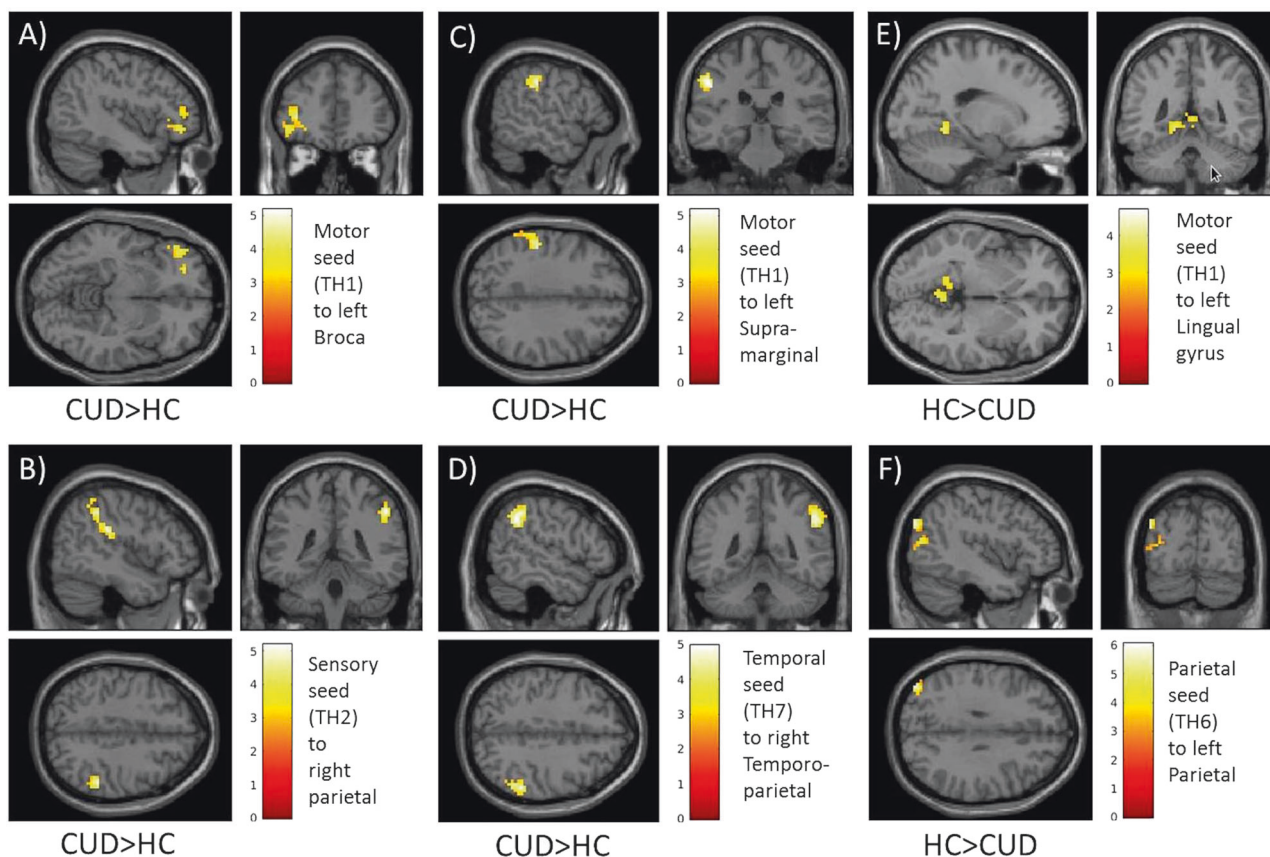 A)
5
4
3
2
1
0
Motor
seed
(TH1)
to left
Broca
CUD>HC
C)
5
4
3
2
1
0
Motor
seed
(TH1)
to left
Supra-
marginal
CUD>HC
E)
4
3
2
1
0
Motor
seed
(TH1)
to left
Lingual
gyrus
HC>CUD
B)
5
4
3
2
1
0
Sensory
seed
(TH2)
to
right
parietal
CUD>HC
D)
5
4
3
2
1
0
Temporal
seed
(TH7)
to right
Temporo-
parietal
CUD>HC
F)
6
5
4
3
2
1
0
Parietal
seed
(TH6)
to left
Parietal
HC>CUD